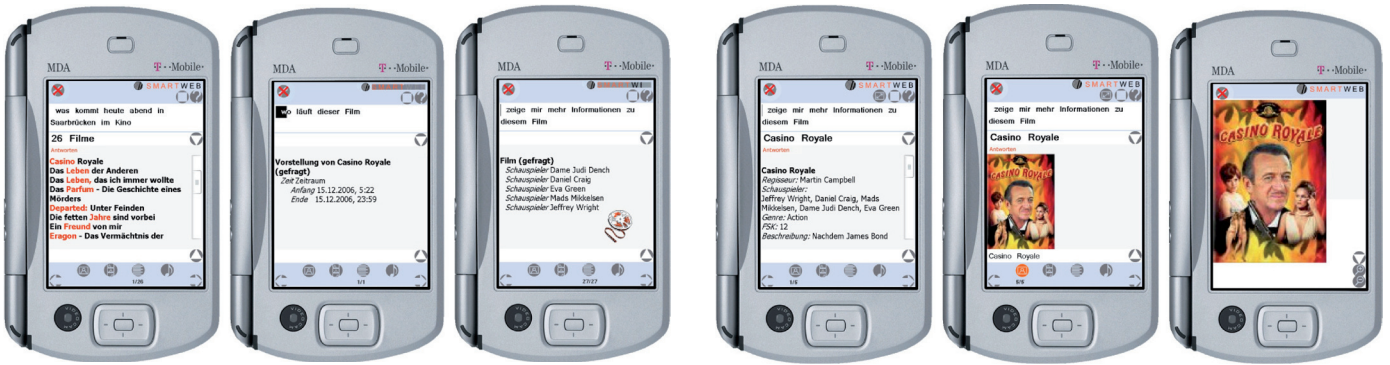 MDA
T··Mobile·
SMARTWEB
was kommt heute abend in
Saarbrücken im Kino
26 Filme
Antworten
Casino Royale
Das Leben der Anderen
Das Leben, das ich immer wollte
Das Parfum - Die Geschichte eines
Mörders
Departed: Unter Feinden
Die fetten Jahre sind vorbei
Ein Freund von mir
Eragon - Das Vermächtnis der
1/26
MDA
T··Mobile·
wo läuft dieser Film
Vorstellung von Casino Royale
(gefragt)
Zeit Zeitraum
Anfang 15.12.2006, 5:22
Ende 15.12.2006, 23:59
1/1
MDA
T··Mobile·
zeige mir mehr Informationen zu
diesem Film
Film (gefragt)
Schauspieler Dame Judi Dench
Schauspieler Daniel Craig
Schauspieler Eva Green
Schauspieler Mads Mikkelsen
Schauspieler Jeffrey Wright
27/27
MDA
T··Mobile·
SMARTWEB
zeige mir mehr Informationen zu
diesem Film
Casino Royale
Antworten
Casino Royale
Regisseur: Martin Campbell
Schauspieler:
Jeffrey Wright, Daniel Craig, Mads
Mikkelsen, Dame Judi Dench, Eva Green
Genre: Action
FSK: 12
Beschreibung: Nachdem James Bond
1/5
MDA
T··Mobile·
SMARTWEB
zeige mir mehr Informationen zu
diesem Film
Casino Royale
Antworten
CASINO ROYALE
Casino Royale
5/5
MDA
T··Mobile·
SMARTWEB
CASINO ROYALE